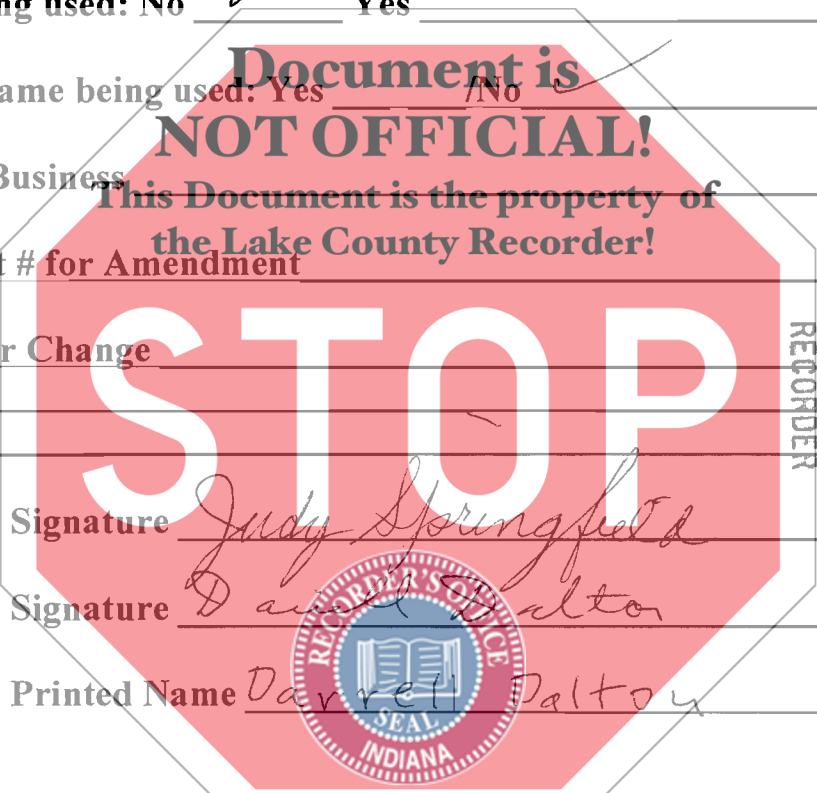 ng used: No Yes
Document is
ame being used: Yes /No
NOT OFFICIAL!
Business
This Document is the property of
the Lake County Recorder!
t # for Amendment
r Change
STOP
RECORDER
Signature Judy Springfield
Signature Darrell Dalton
RECORDER'S OFFICE
Printed Name Darrell Dalton
SEAL
INDIANA